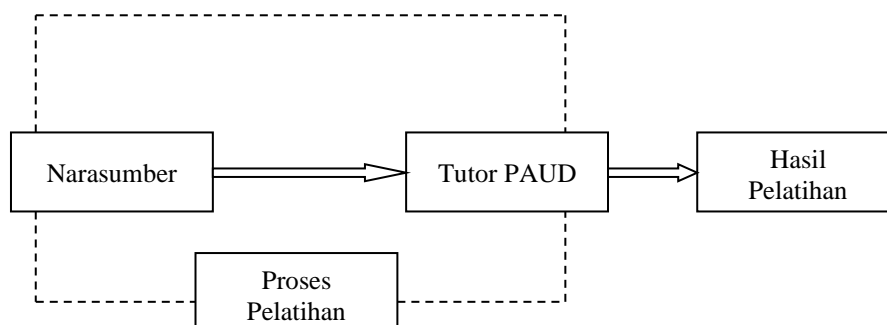 Narasumber
Tutor PAUD
Hasil
Pelatihan
Proses
Pelatihan